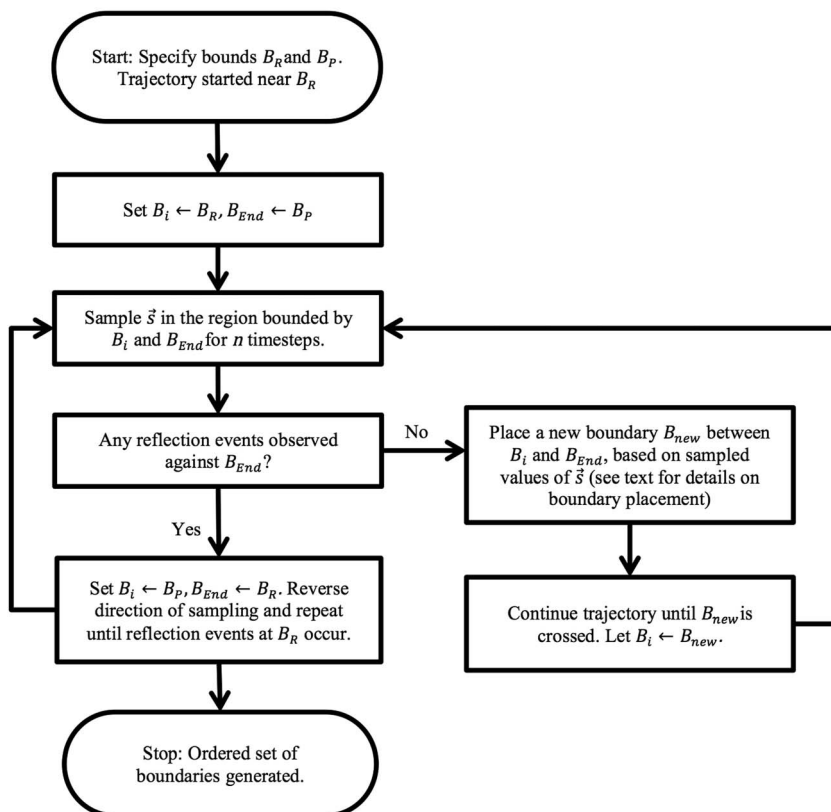 Start: Specify bounds B_R and B_P.
Trajectory started near B_R
Set B_i ← B_R, B_End ← B_P
Sample s⃗ in the region bounded by
B_i and B_End for n timesteps.
Any reflection events observed
against B_End?
No
Place a new boundary B_new between
B_i and B_End, based on sampled
values of s⃗ (see text for details on
boundary placement)
Yes
Set B_i ← B_P, B_End ← B_R. Reverse
direction of sampling and repeat
until reflection events at B_R occur.
Continue trajectory until B_new is
crossed. Let B_i ← B_new.
Stop: Ordered set of
boundaries generated.